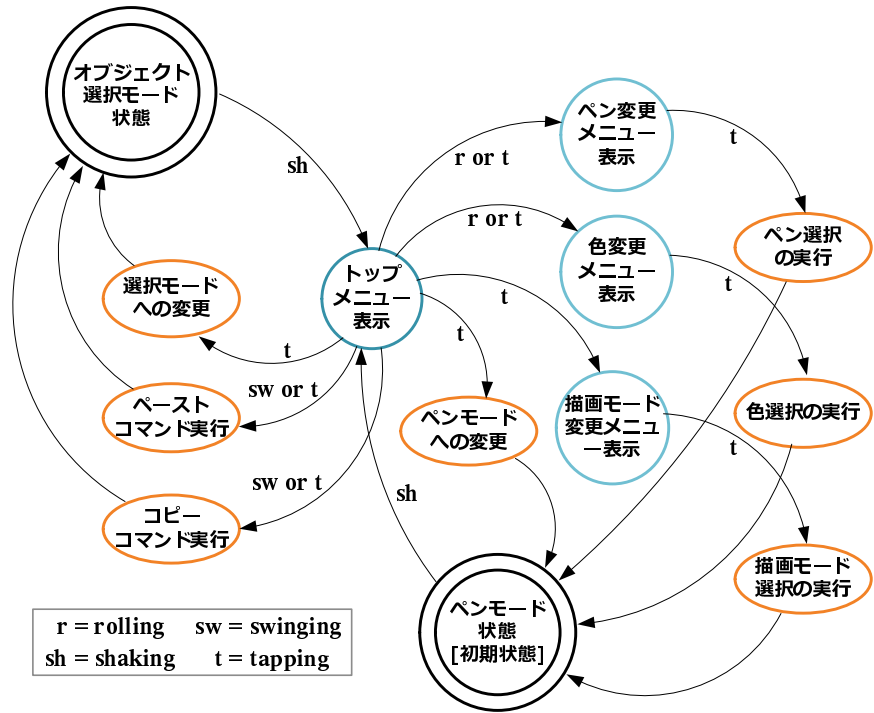 オブジェクト
選択モード
状態
sh
r or t
ペン変更
メニュー
表示
t
r or t
色変更
メニュー
表示
t
ペン選択
の実行
トップ
メニュー
表示
t
t
選択モード
への変更
t
sw or t
ペースト
コマンド実行
ペンモード
への変更
描画モード
変更メニュ
ー表示
色選択の実行
t
sw or t
sh
コピー
コマンド実行
描画モード
選択の実行
ペンモード
状態
[初期状態]
r = rolling sw = swinging
sh = shaking t = tapping